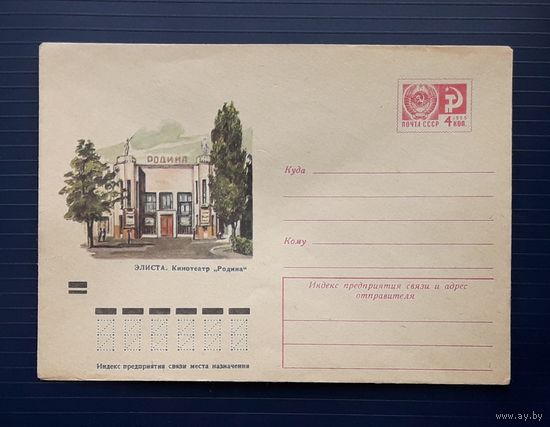 РОДИНА
ЭЛИСТА. Кинотеатр „Родина“
ПОЧТА СССР
1966
4 КОП.
Куда
Кому
Индекс предприятия связи и адрес
отправителя
Индекс предприятия связи места назначения
www.ay.by